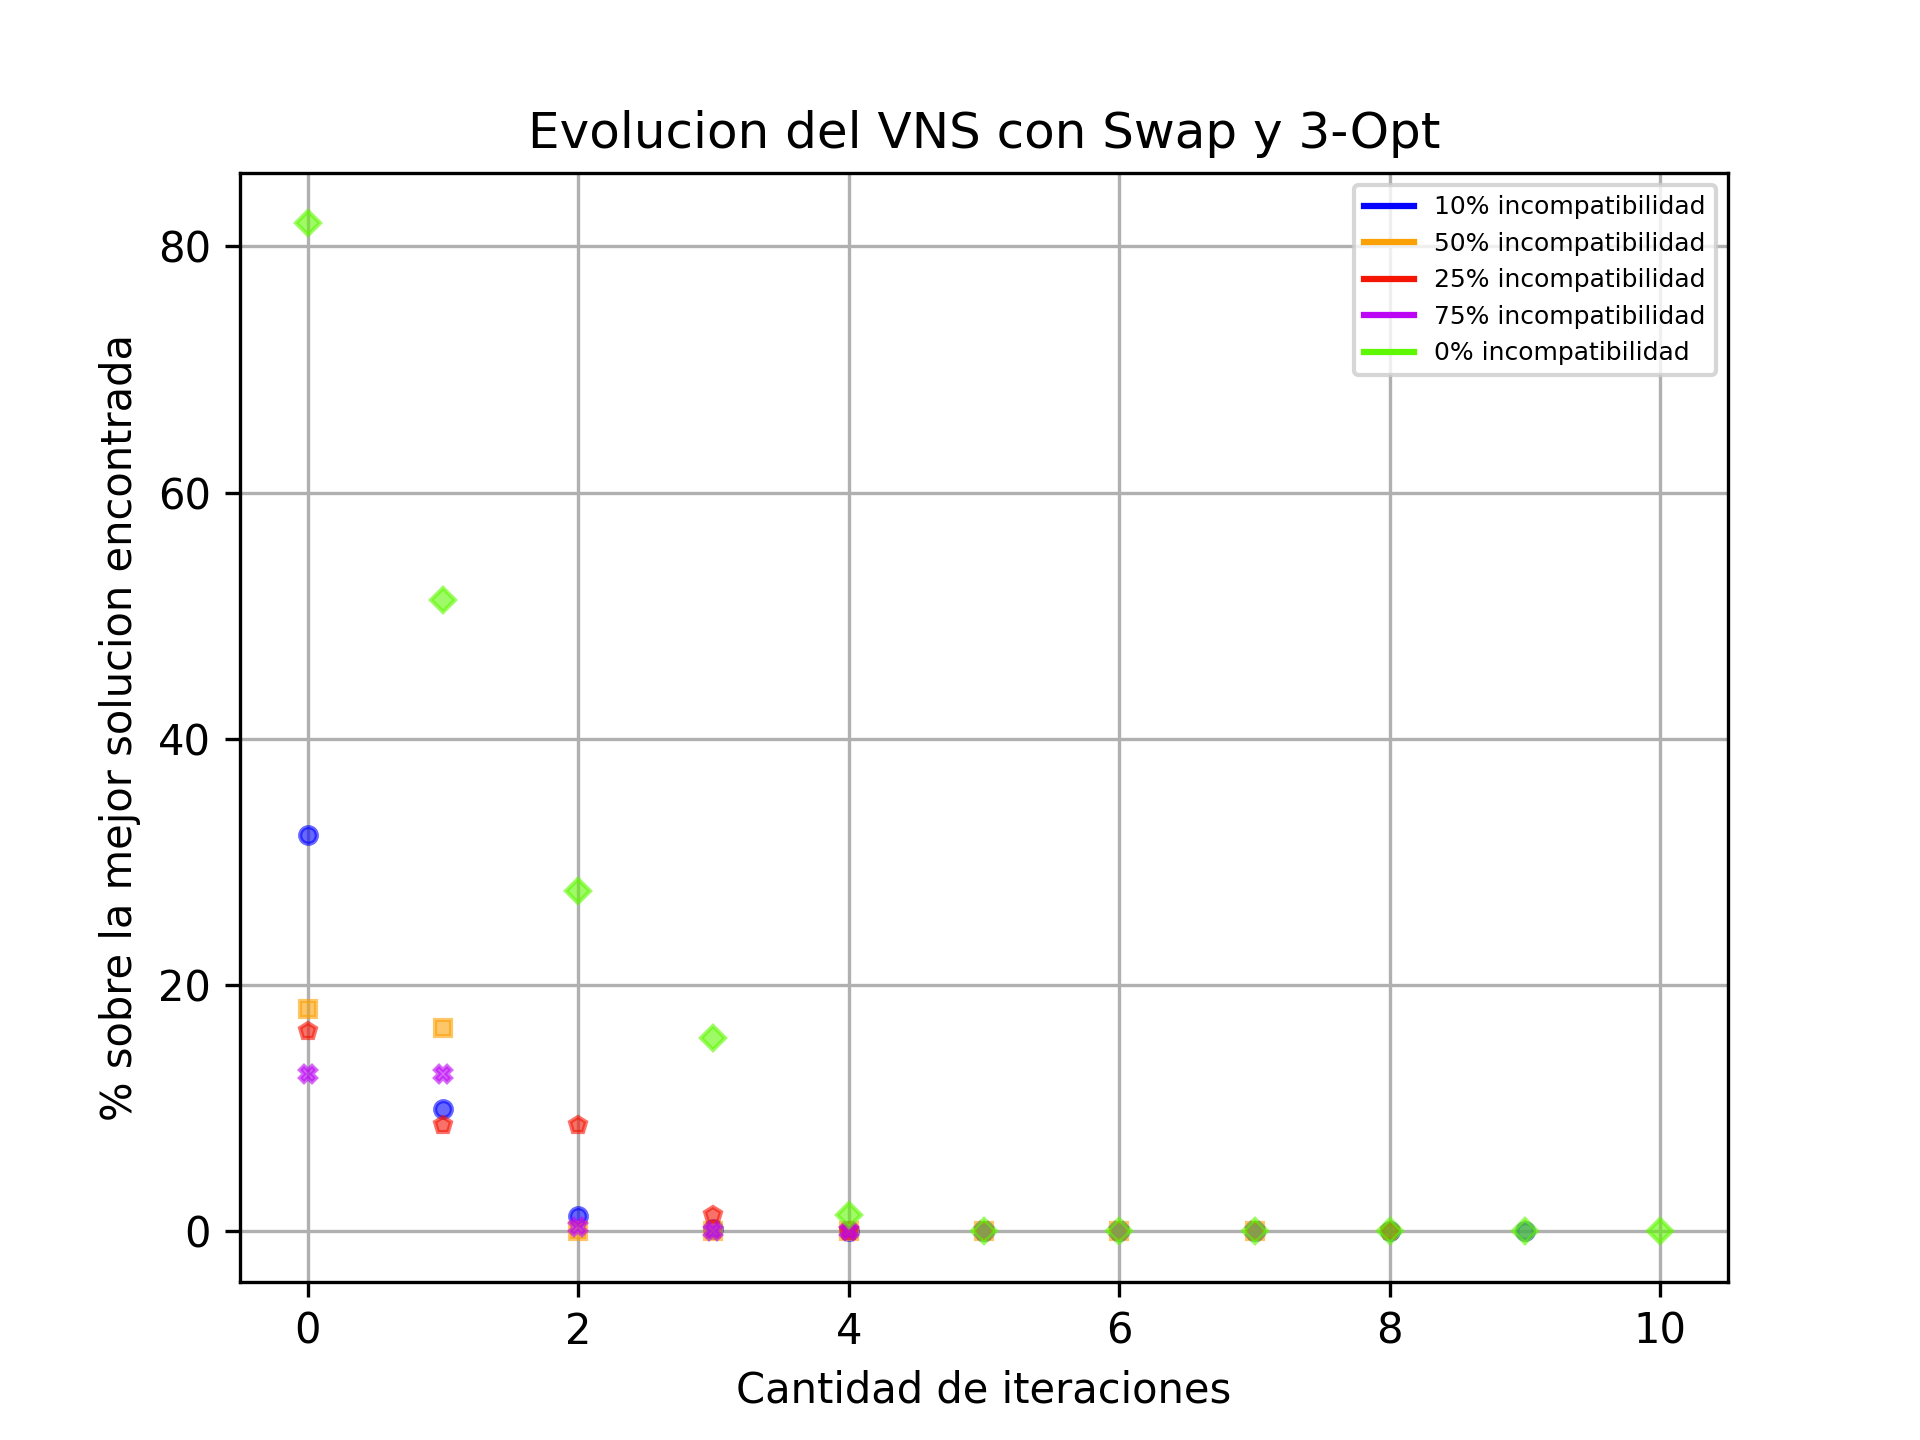 Evolucion del VNS con Swap y 3-Opt
10% incompatibilidad
50% incompatibilidad
25% incompatibilidad
75% incompatibilidad
0% incompatibilidad
% sobre la mejor solucion encontrada
80
60
40
20
0
0 2 4 6 8 10
Cantidad de iteraciones